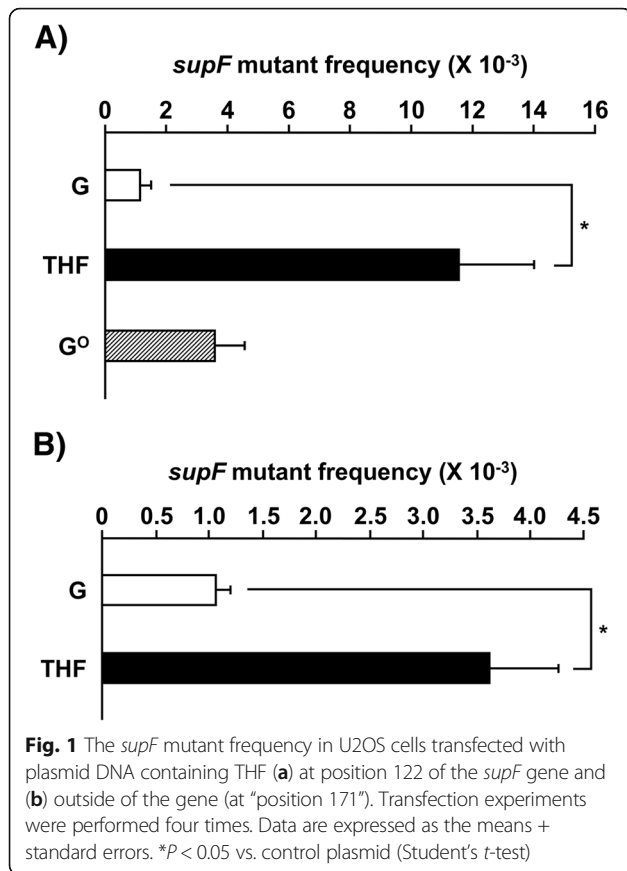 A)
supF mutant frequency (X 10⁻³)
0 2 4 6 8 10 12 14 16
G
*
THF
Gᴼ
B)
supF mutant frequency (X 10⁻³)
0 0.5 1.0 1.5 2.0 2.5 3.0 3.5 4.0 4.5
G
*
THF
Fig. 1 The supF mutant frequency in U2OS cells transfected with
plasmid DNA containing THF (a) at position 122 of the supF gene and
(b) outside of the gene (at “position 171”). Transfection experiments
were performed four times. Data are expressed as the means +
standard errors. *P < 0.05 vs. control plasmid (Student’s t-test)